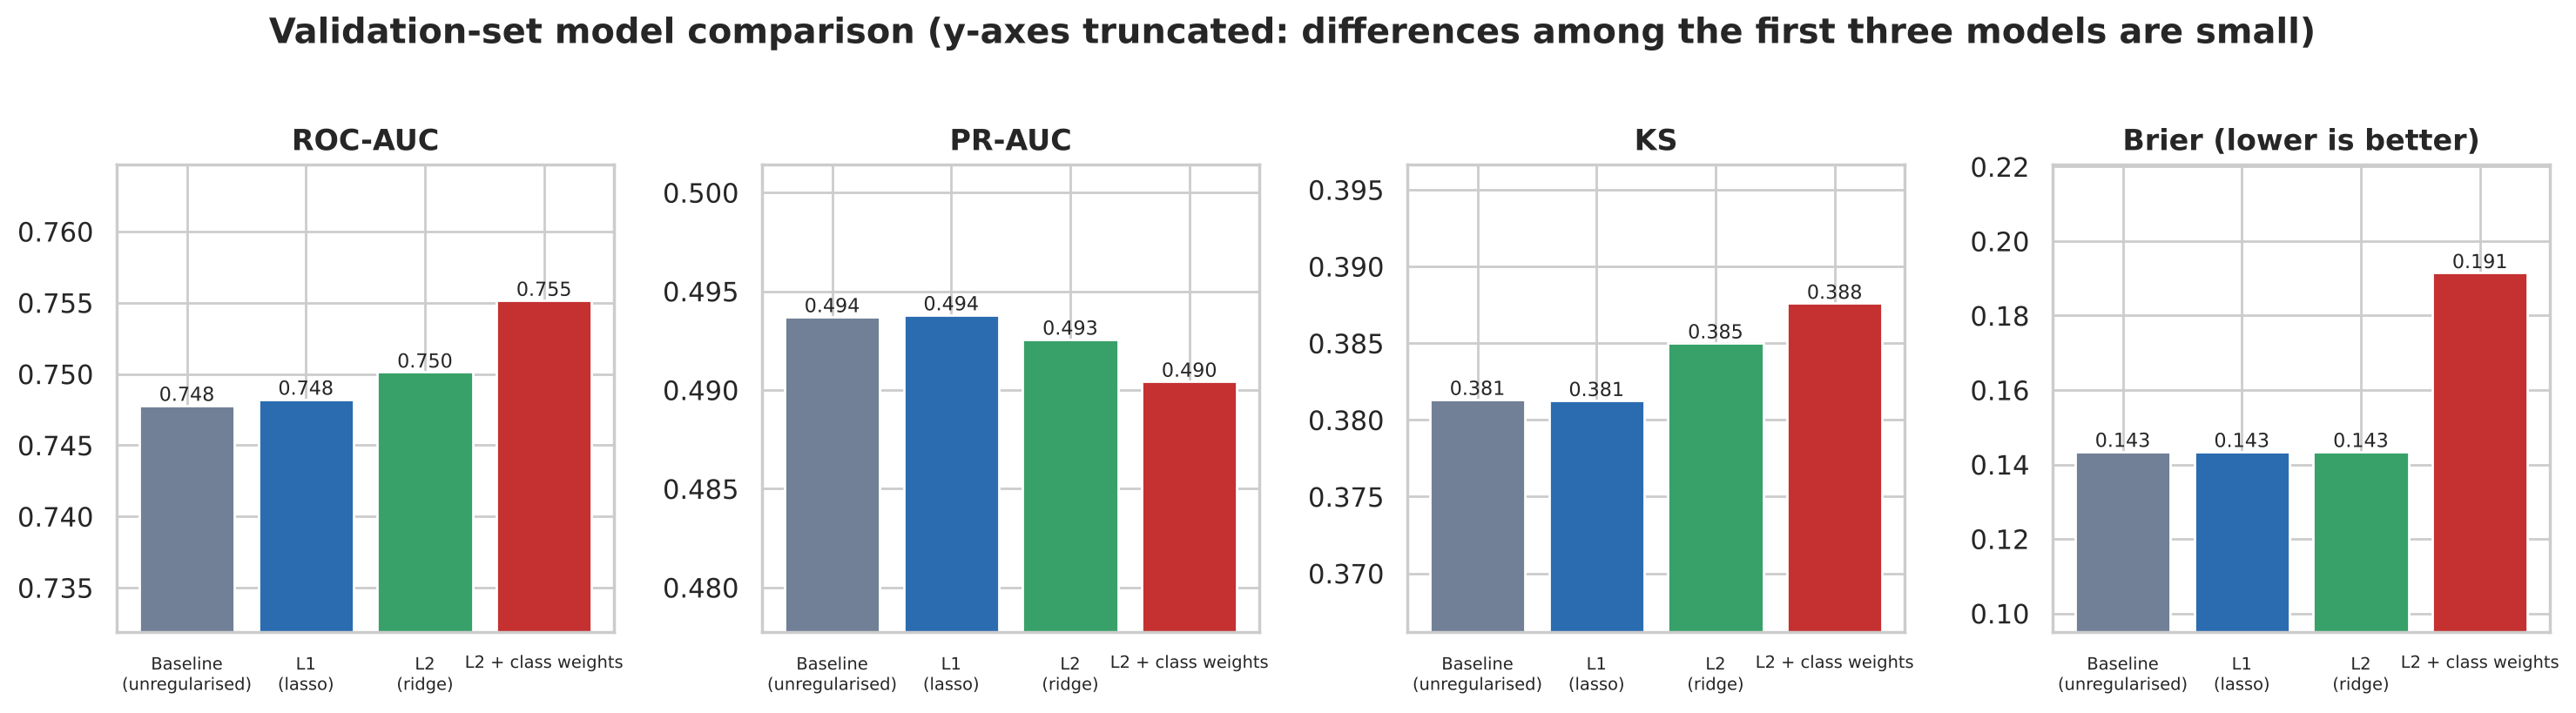 Validation-set model comparison (y-axes truncated: differences among the first three models are small)
ROC-AUC
0.760
0.755
0.750
0.745
0.740
0.735
0.748
0.748
0.750
0.755
Baseline
(unregularised)
L1
(lasso)
L2
(ridge)
L2 + class weights
PR-AUC
0.500
0.495
0.490
0.485
0.480
0.494
0.494
0.493
0.490
Baseline
(unregularised)
L1
(lasso)
L2
(ridge)
L2 + class weights
KS
0.395
0.390
0.385
0.380
0.375
0.370
0.381
0.381
0.385
0.388
Baseline
(unregularised)
L1
(lasso)
L2
(ridge)
L2 + class weights
Brier (lower is better)
0.22
0.20
0.18
0.16
0.14
0.12
0.10
0.143
0.143
0.143
0.191
Baseline
(unregularised)
L1
(lasso)
L2
(ridge)
L2 + class weights